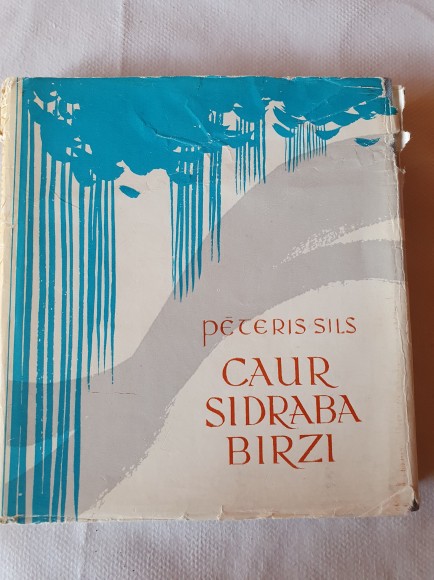 PĒTERIS SILS
CAUR
SIDRABA
BIRZI